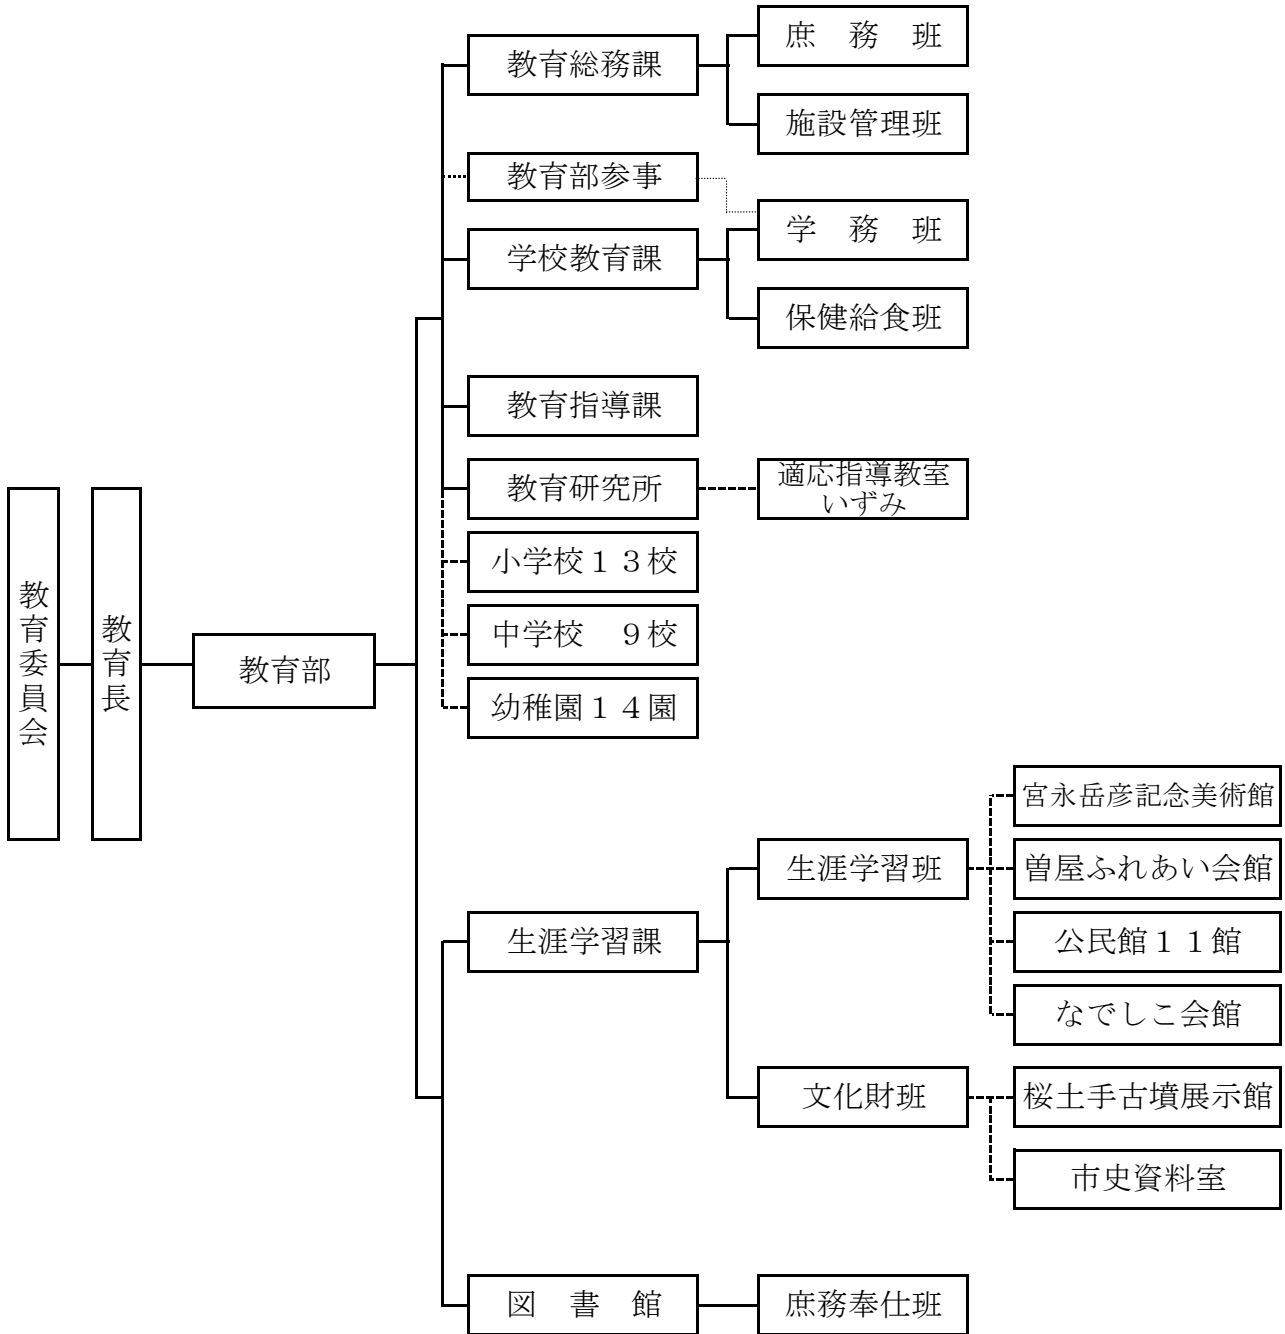 教育委員会
教育長
教育部
教育総務課
庶　務　班
施設管理班
教育部参事
学校教育課
学　務　班
保健給食班
教育指導課
教育研究所
適応指導教室
いずみ
小学校１３校
中学校　９校
幼稚園１４園
生涯学習課
生涯学習班
宮永岳彦記念美術館
曽屋ふれあい会館
公民館１１館
なでしこ会館
文化財班
桜土手古墳展示館
市史資料室
図　書　館
庶務奉仕班